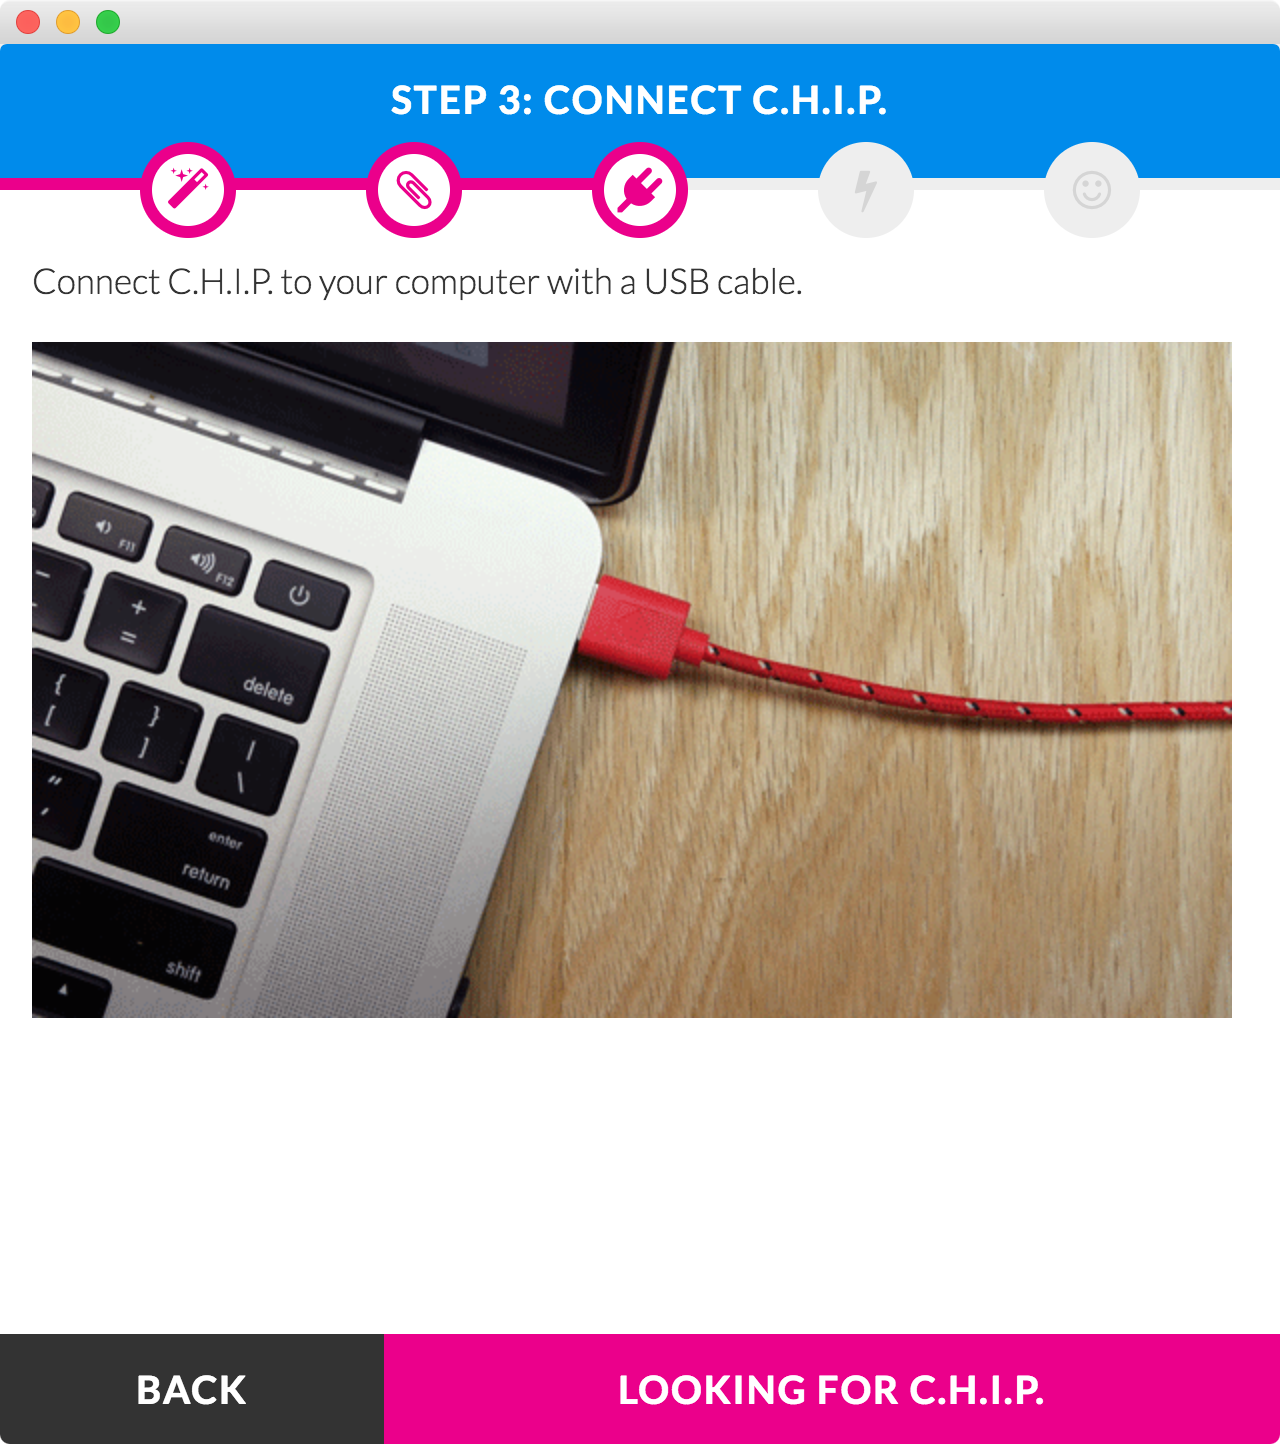 STEP 3: CONNECT C.H.I.P.
Connect C.H.I.P. to your computer with a USB cable.
F11
F12
+
=
delete
{
[
}
]
|
\
"
'
enter
return
shift
BACK
LOOKING FOR C.H.I.P.